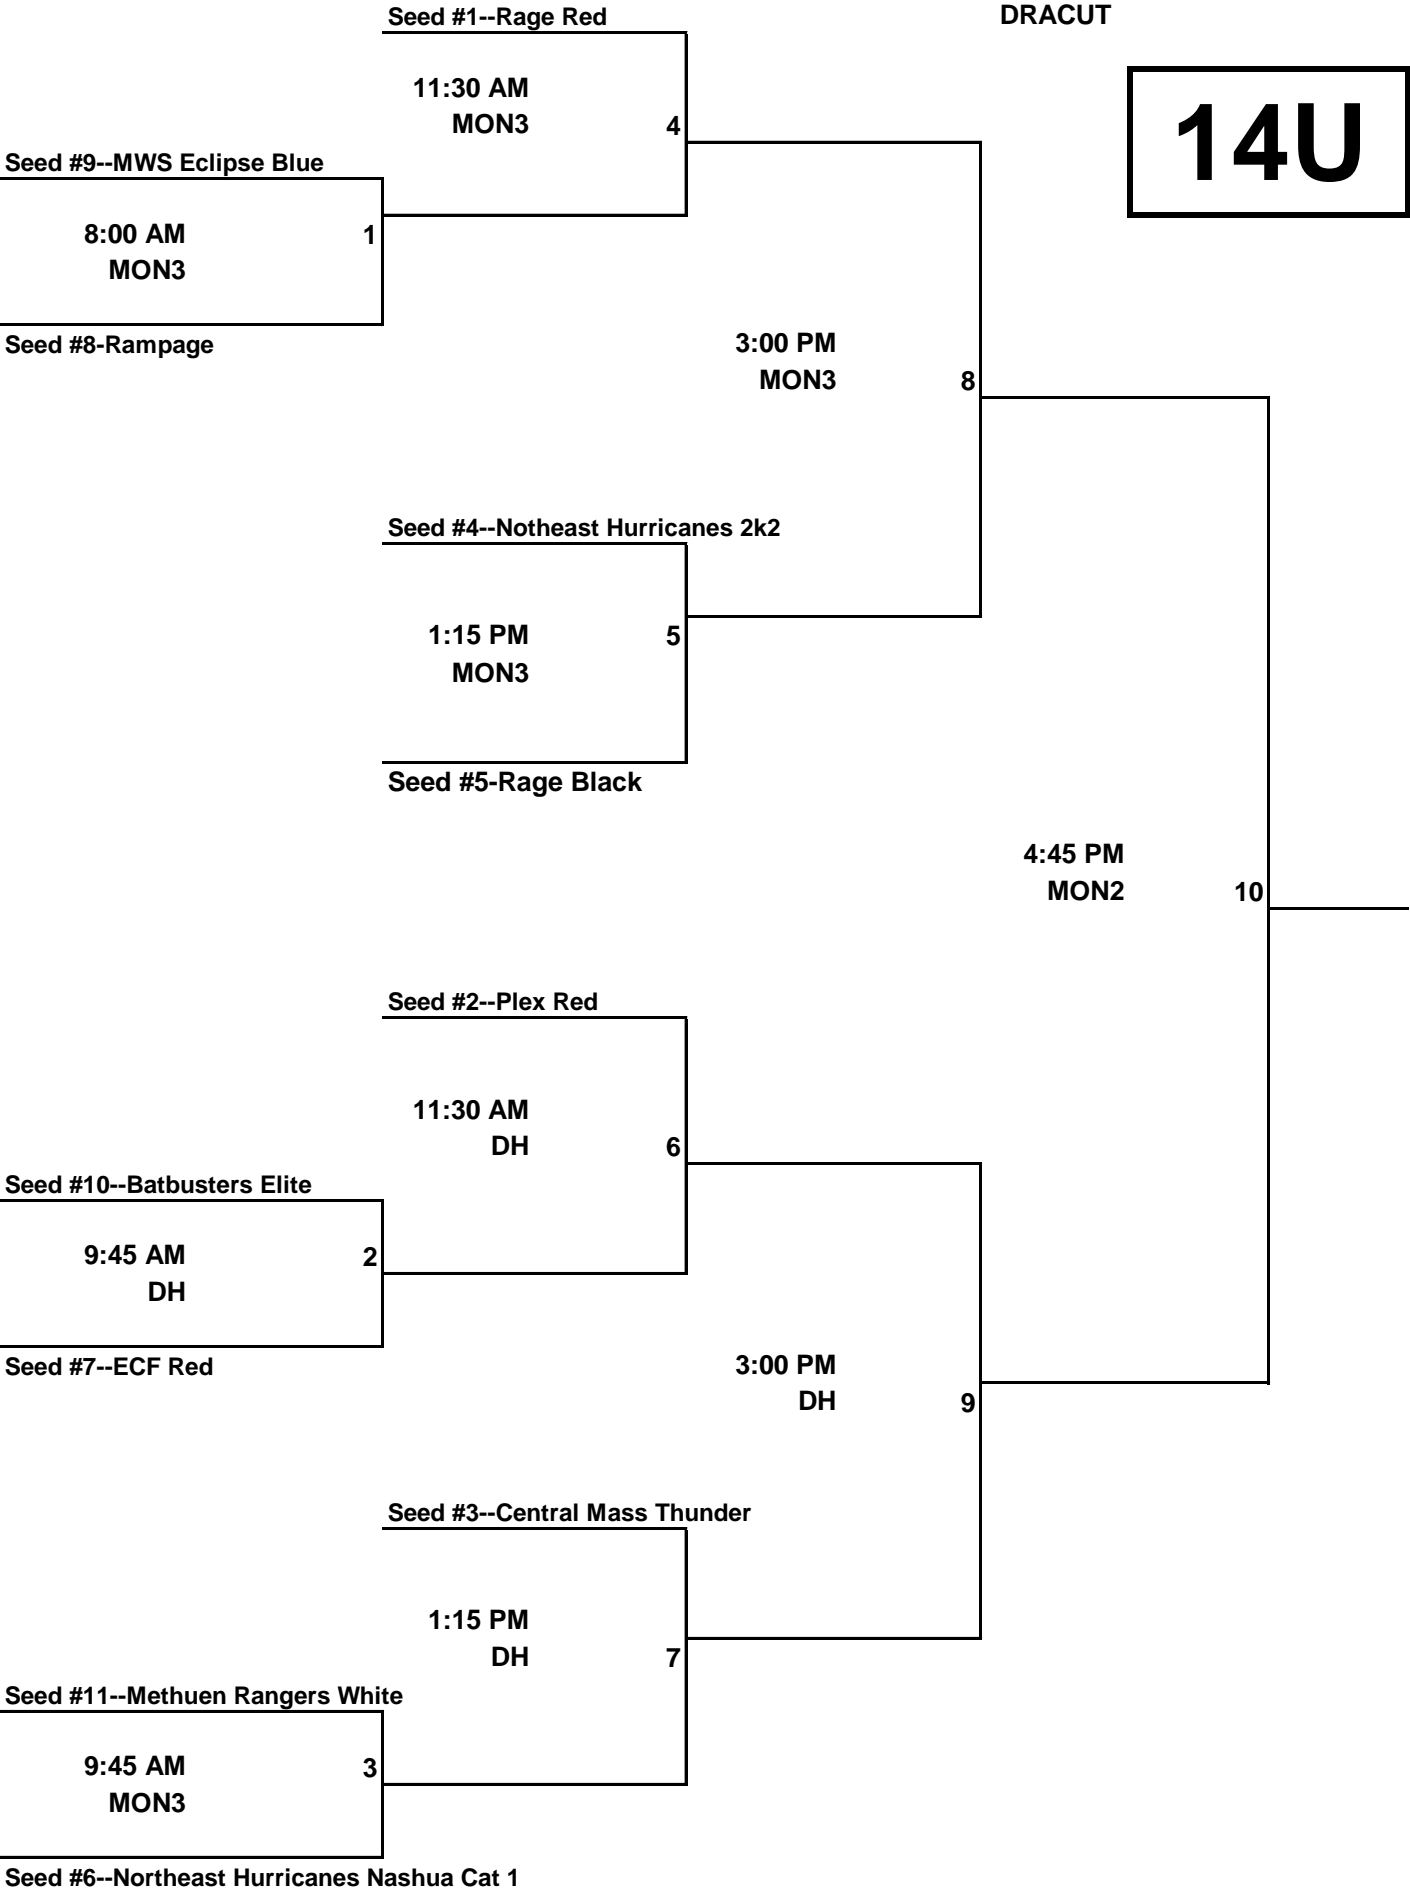 Seed #1--Rage Red
DRACUT
14U
11:30 AM
MON3
4
Seed #9--MWS Eclipse Blue
8:00 AM
1
MON3
Seed #8-Rampage
3:00 PM
MON3
8
Seed #4--Notheast Hurricanes 2k2
1:15 PM
5
MON3
Seed #5-Rage Black
4:45 PM
MON2
10
Seed #2--Plex Red
11:30 AM
DH
6
Seed #10--Batbusters Elite
9:45 AM
2
DH
Seed #7--ECF Red
3:00 PM
DH
9
Seed #3--Central Mass Thunder
1:15 PM
DH
7
Seed #11--Methuen Rangers White
9:45 AM
3
MON3
Seed #6--Northeast Hurricanes Nashua Cat 1